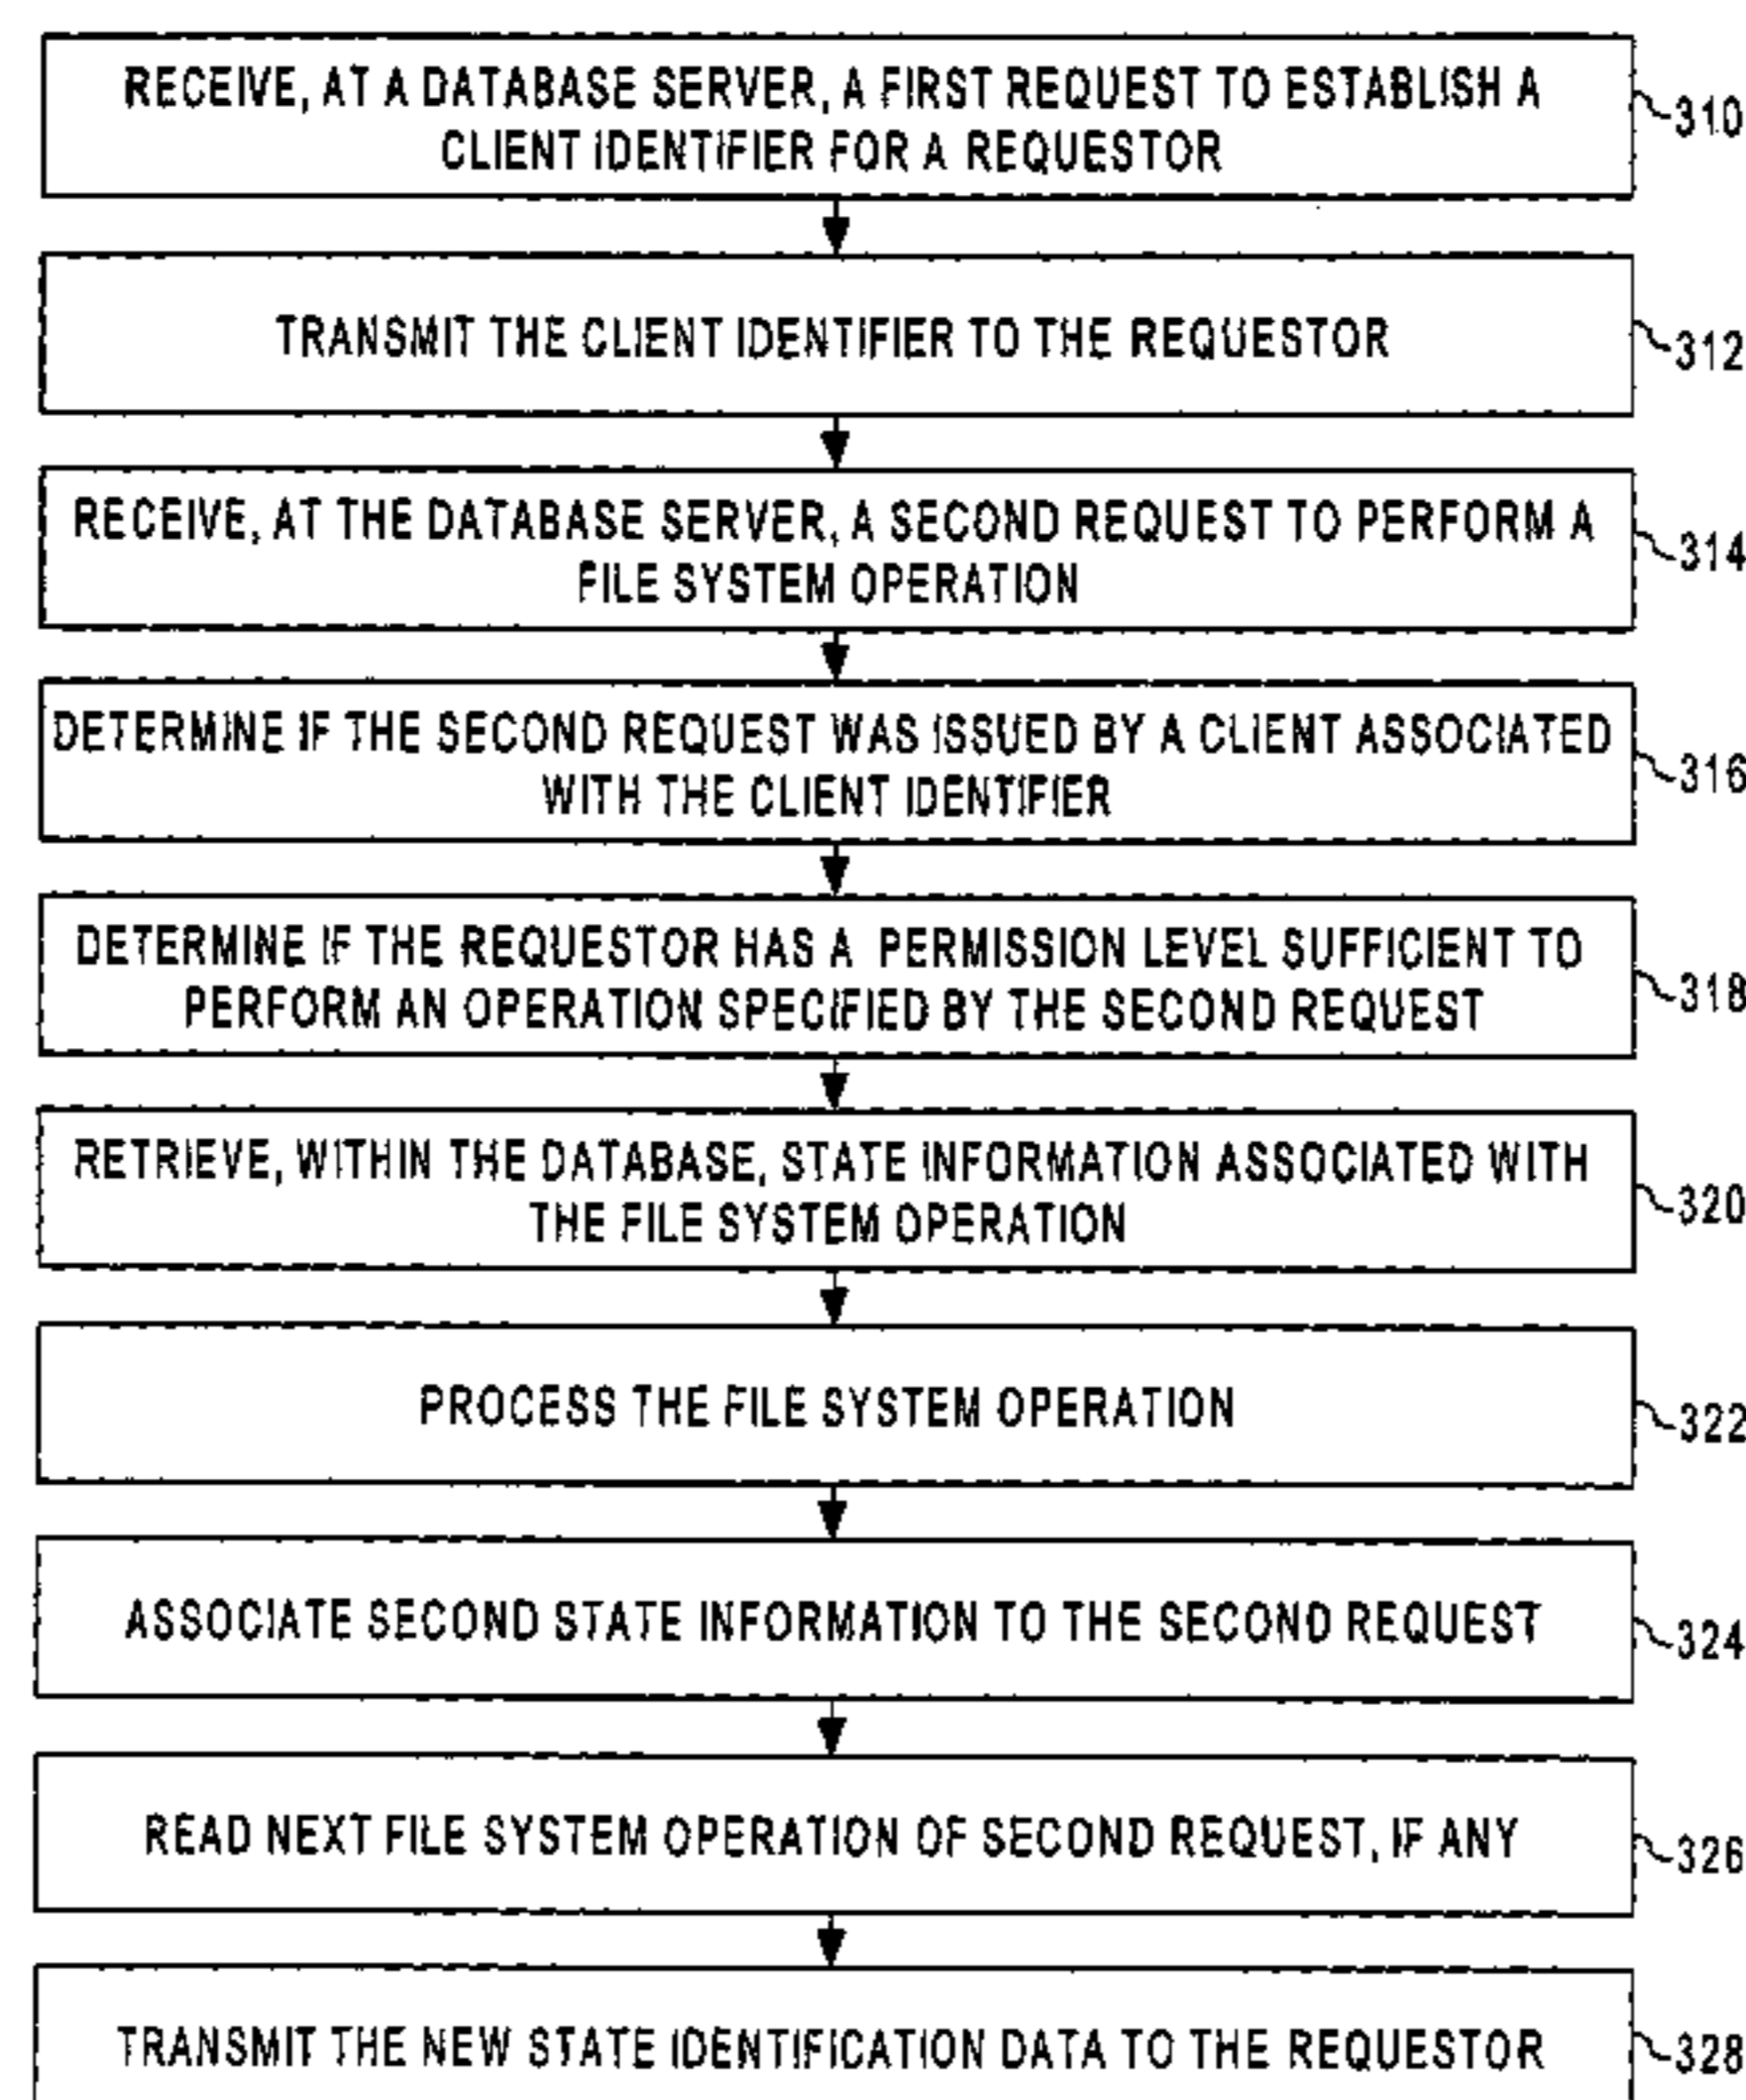 RECEIVE, AT A DATABASE SERVER, A FIRST REQUEST TO ESTABLISH A
CLIENT IDENTIFIER FOR A REQUESTOR
310
TRANSMIT THE CLIENT IDENTIFIER TO THE REQUESTOR
312
RECEIVE, AT THE DATABASE SERVER, A SECOND REQUEST TO PERFORM A
FILE SYSTEM OPERATION
314
DETERMINE IF THE SECOND REQUEST WAS ISSUED BY A CLIENT ASSOCIATED
WITH THE CLIENT IDENTIFIER
316
DETERMINE IF THE REQUESTOR HAS A PERMISSION LEVEL SUFFICIENT TO
PERFORM AN OPERATION SPECIFIED BY THE SECOND REQUEST
318
RETRIEVE, WITHIN THE DATABASE, STATE INFORMATION ASSOCIATED WITH
THE FILE SYSTEM OPERATION
320
PROCESS THE FILE SYSTEM OPERATION
322
ASSOCIATE SECOND STATE INFORMATION TO THE SECOND REQUEST
324
READ NEXT FILE SYSTEM OPERATION OF SECOND REQUEST, IF ANY
326
TRANSMIT THE NEW STATE IDENTIFICATION DATA TO THE REQUESTOR
328